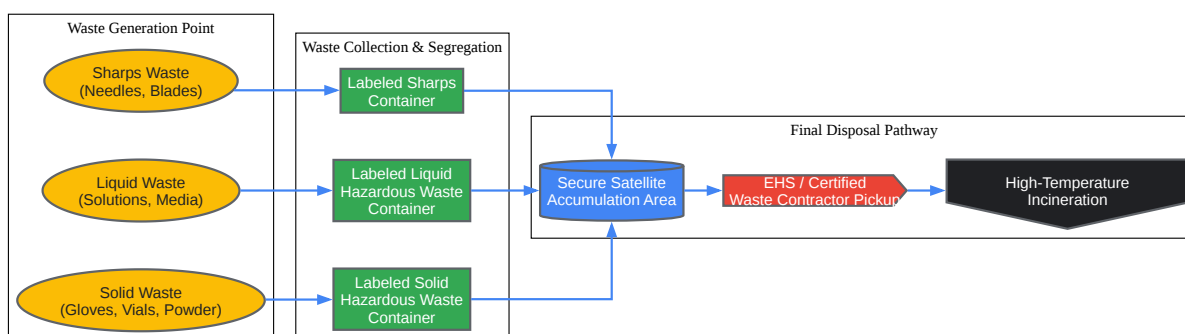 Waste Generation Point
Sharps Waste
(Needles, Blades)
Liquid Waste
(Solutions, Media)
Solid Waste
(Gloves, Vials, Powder)
Waste Collection & Segregation
Labeled Sharps
Container
Labeled Liquid
Hazardous Waste
Container
Labeled Solid
Hazardous Waste
Container
Final Disposal Pathway
Secure Satellite
Accumulation Area
EHS / Certified
Waste Contractor Pickup
High-Temperature
Incineration